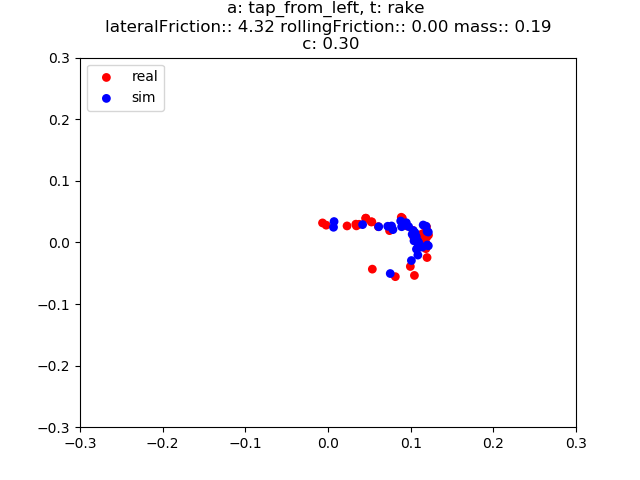 a: tap_from_left, t: rake
lateralFriction:: 4.32 rollingFriction:: 0.00 mass:: 0.19
c: 0.30
real
sim
0.3
0.2
0.1
0.0
−0.1
−0.2
−0.3
−0.3
−0.2
−0.1
0.0
0.1
0.2
0.3